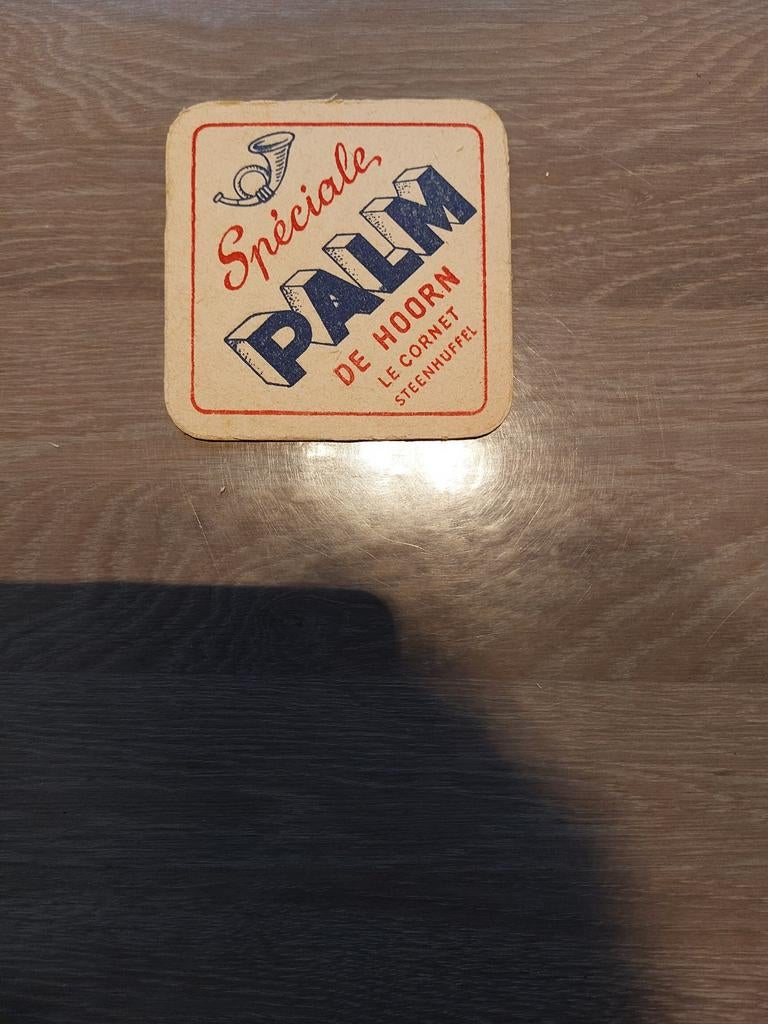 Spéciale
PALM
DE HOORN
LE CORNET
STEENHUFFEL